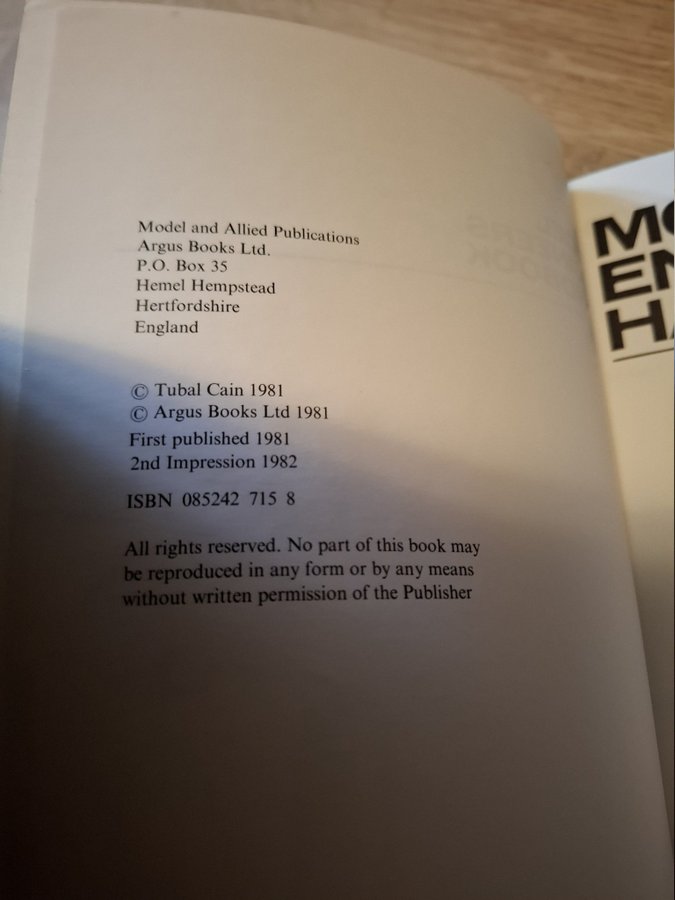 Model and Allied Publications
Argus Books Ltd.
P.O. Box 35
Hemel Hempstead
Hertfordshire
England
© Tubal Cain 1981
© Argus Books Ltd 1981
First published 1981
2nd Impression 1982
ISBN 085242 715 8
All rights reserved. No part of this book may
be reproduced in any form or by any means
without written permission of the Publisher